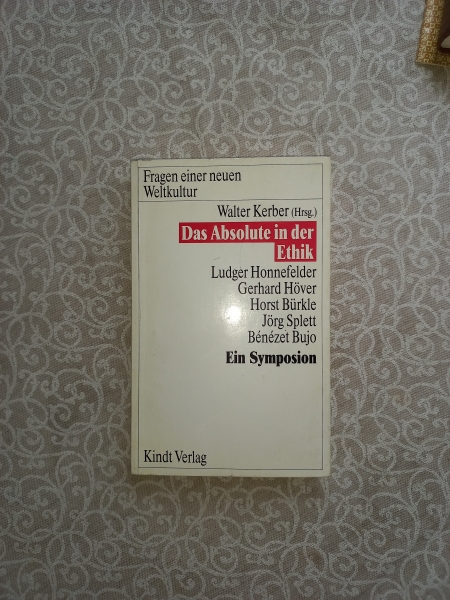 Fragen einer neuen
Weltkultur
Walter Kerber (Hrsg.)
Das Absolute in der
Ethik
Ludger Honnefelder
Gerhard Höver
Horst Bürkle
Jörg Splett
Bénézet Bujo
Ein Symposion
Kindt Verlag